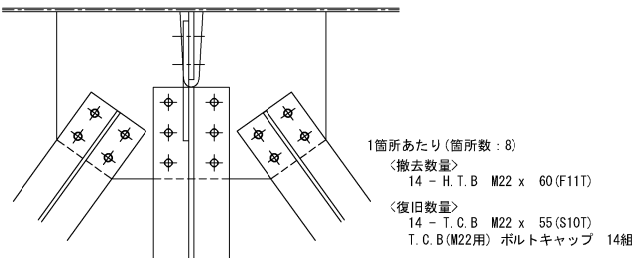 1箇所あたり(箇所数：8)
<撤去数量>
14 - H.T.B M22 x 60(F11T)
<復旧数量>
14 - T.C.B M22 x 55(S10T)
T.C.B(M22用) ボルトキャップ 14組